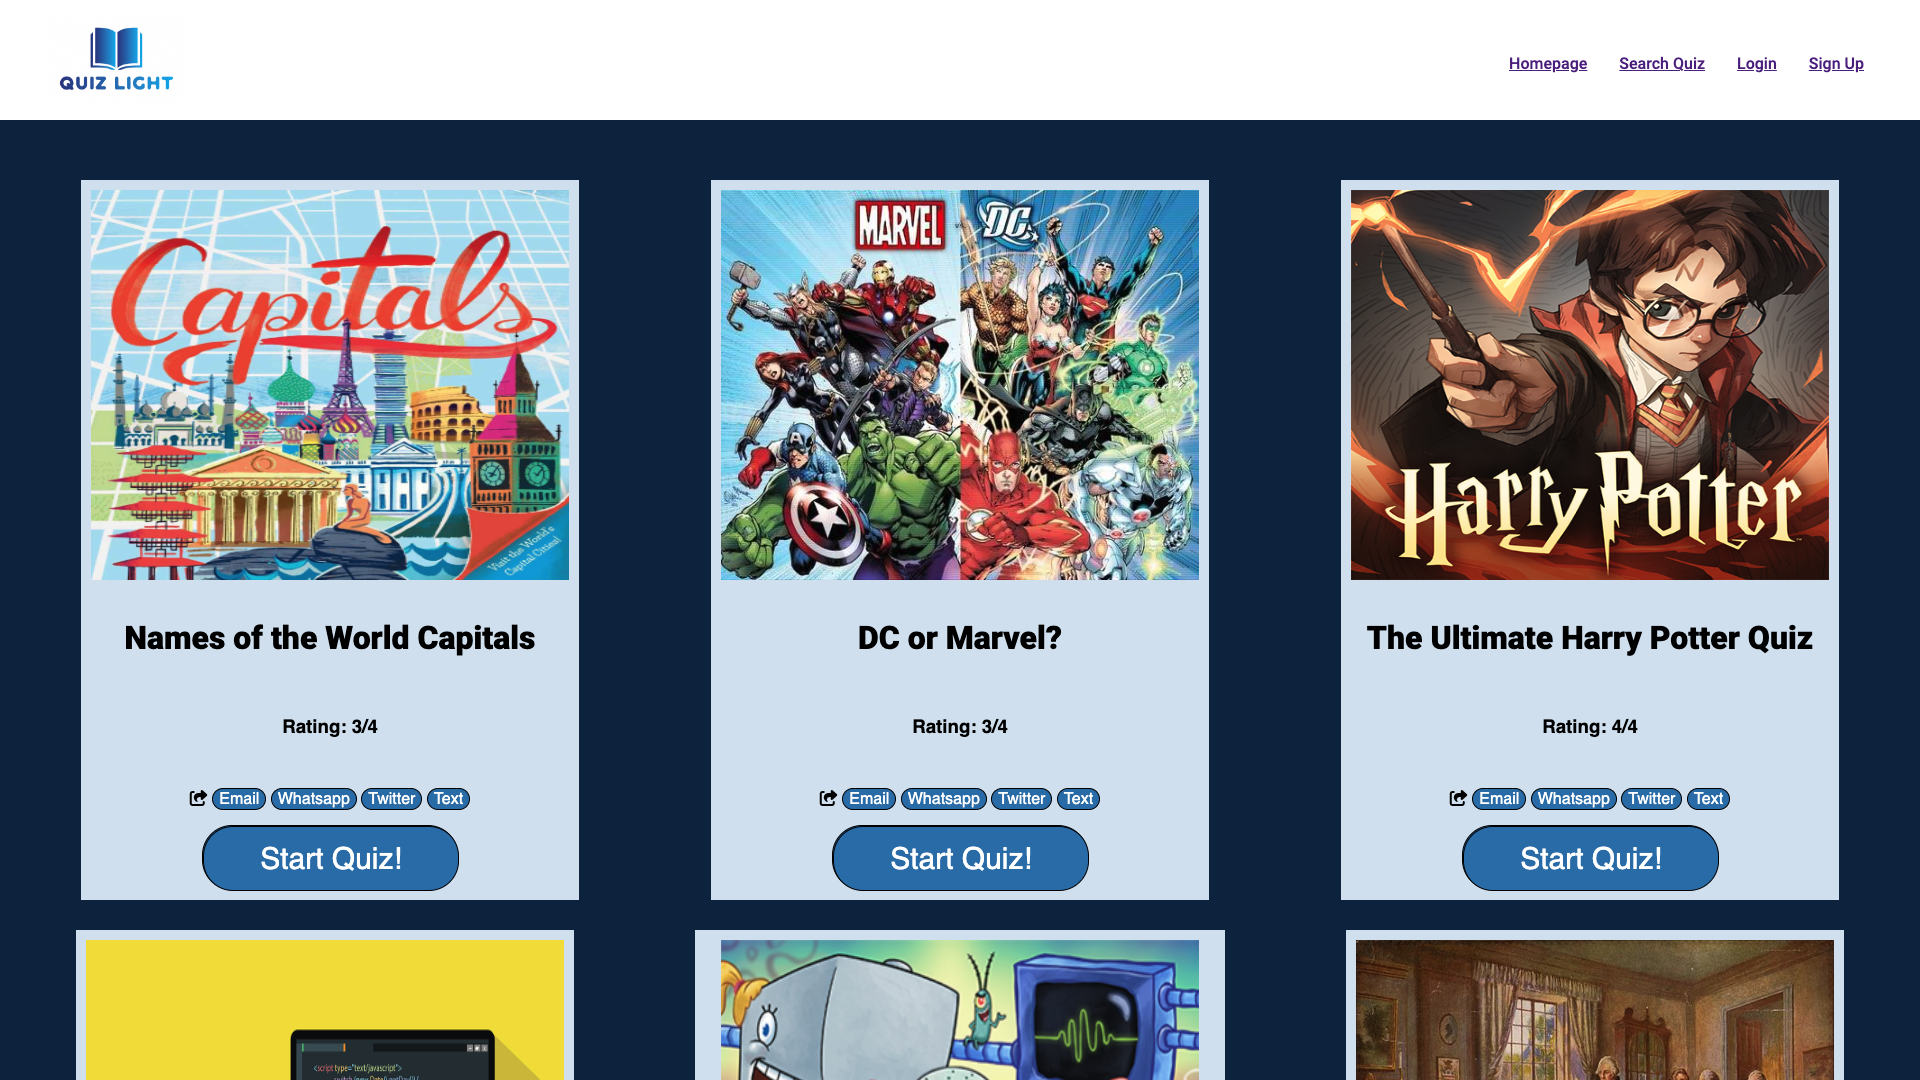 QUIZ LIGHT
Homepage
Search Quiz
Login
Sign Up
Capitals
Visit the World's
Capital Cities!
MARVEL
DC
Harry Potter
Names of the World Capitals
DC or Marvel?
The Ultimate Harry Potter Quiz
Rating: 3/4
Rating: 3/4
Rating: 4/4
Email Whatsapp Twitter Text
Email Whatsapp Twitter Text
Email Whatsapp Twitter Text
Start Quiz!
Start Quiz!
Start Quiz!
<script type="text/javascript">